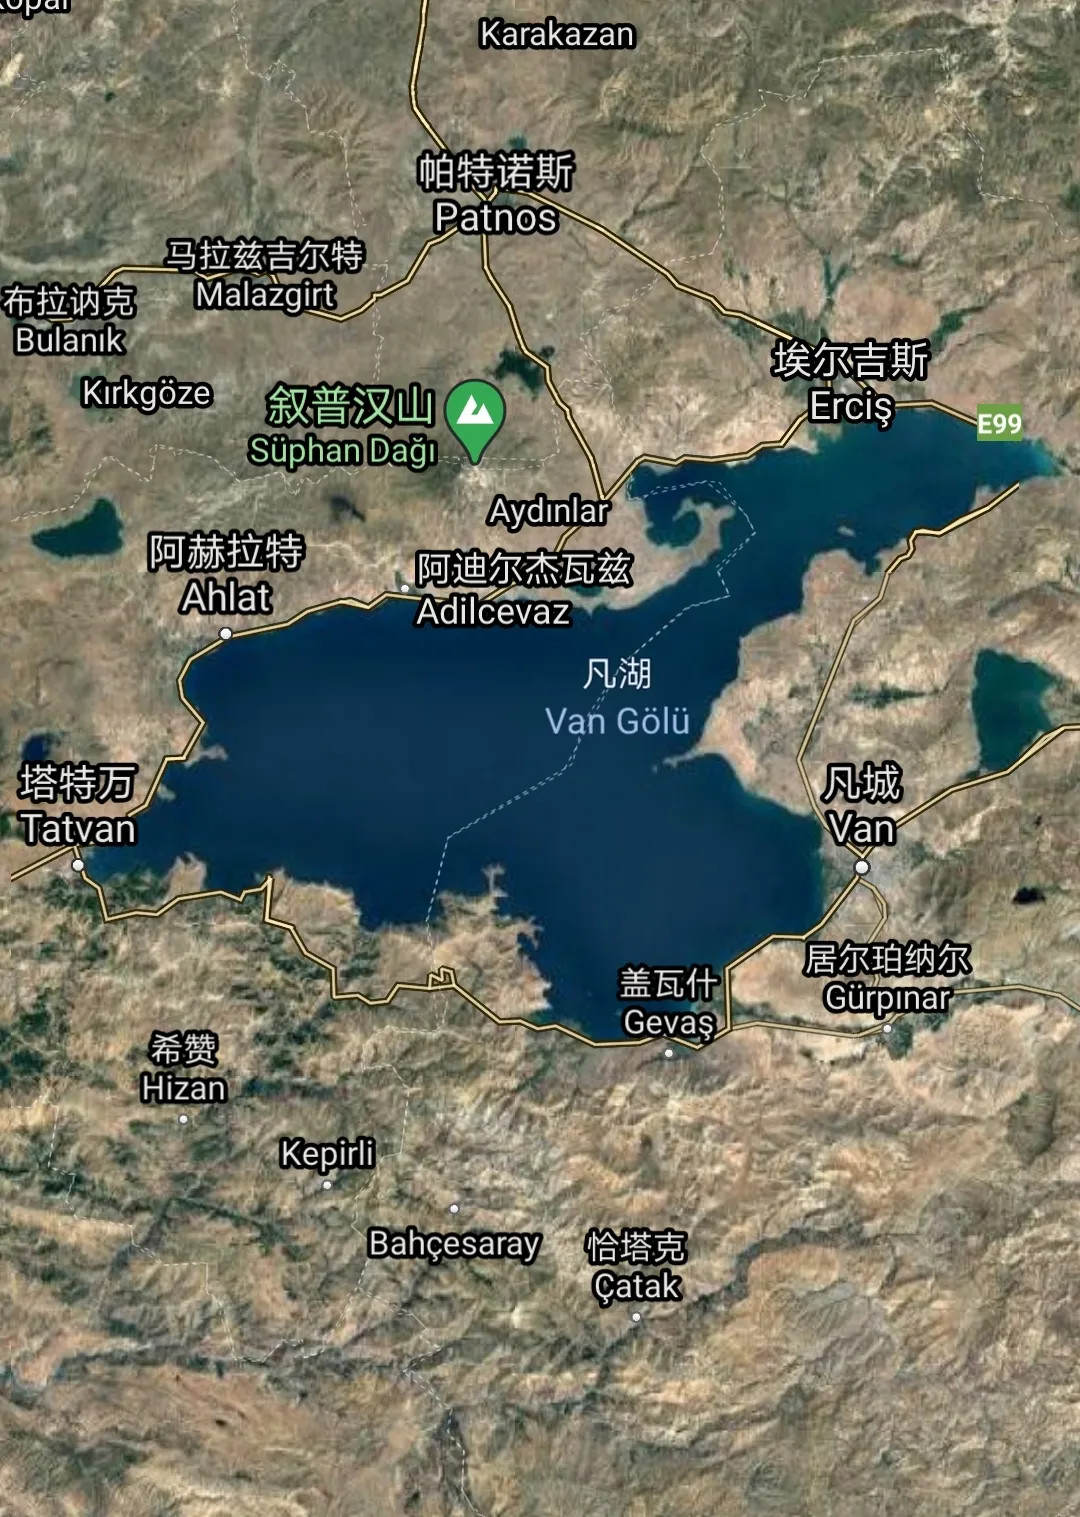 Karakazan
帕特诺斯
Patnos
马拉兹吉尔特
Malazgirt
布拉讷克
Bulanık
Kırkgöze
叙普汉山
Süphan Dağı
埃尔吉斯
Erciş
E99
Aydınlar
阿赫拉特
Ahlat
阿迪尔杰瓦兹
Adilcevaz
凡湖
Van Gölü
塔特万
Tatvan
凡城
Van
居尔珀纳尔
Gürpınar
盖瓦什
Gevaş
希赞
Hizan
Kepirli
Bahçesaray
恰塔克
Çatak